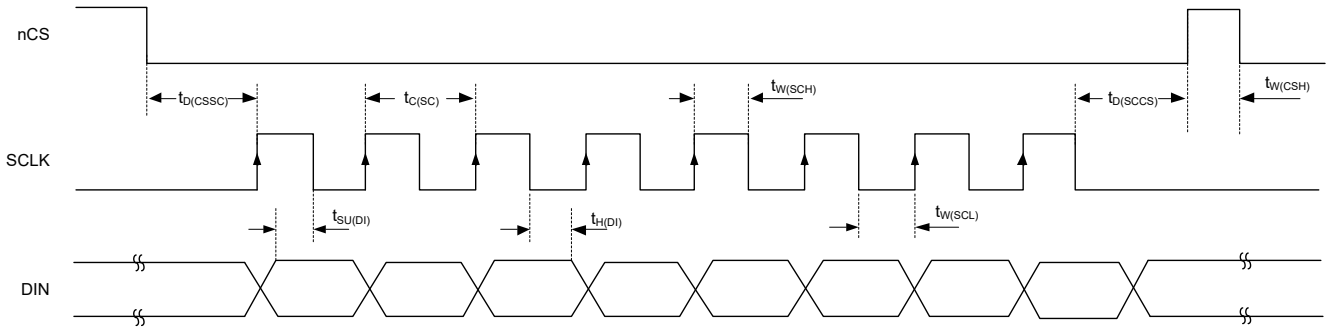 nCS
tD(CSSC)
tC(SC)
tW(SCH)
tD(SCCS)
tW(CSH)
SCLK
tSU(DI)
tH(DI)
tW(SCL)
DIN